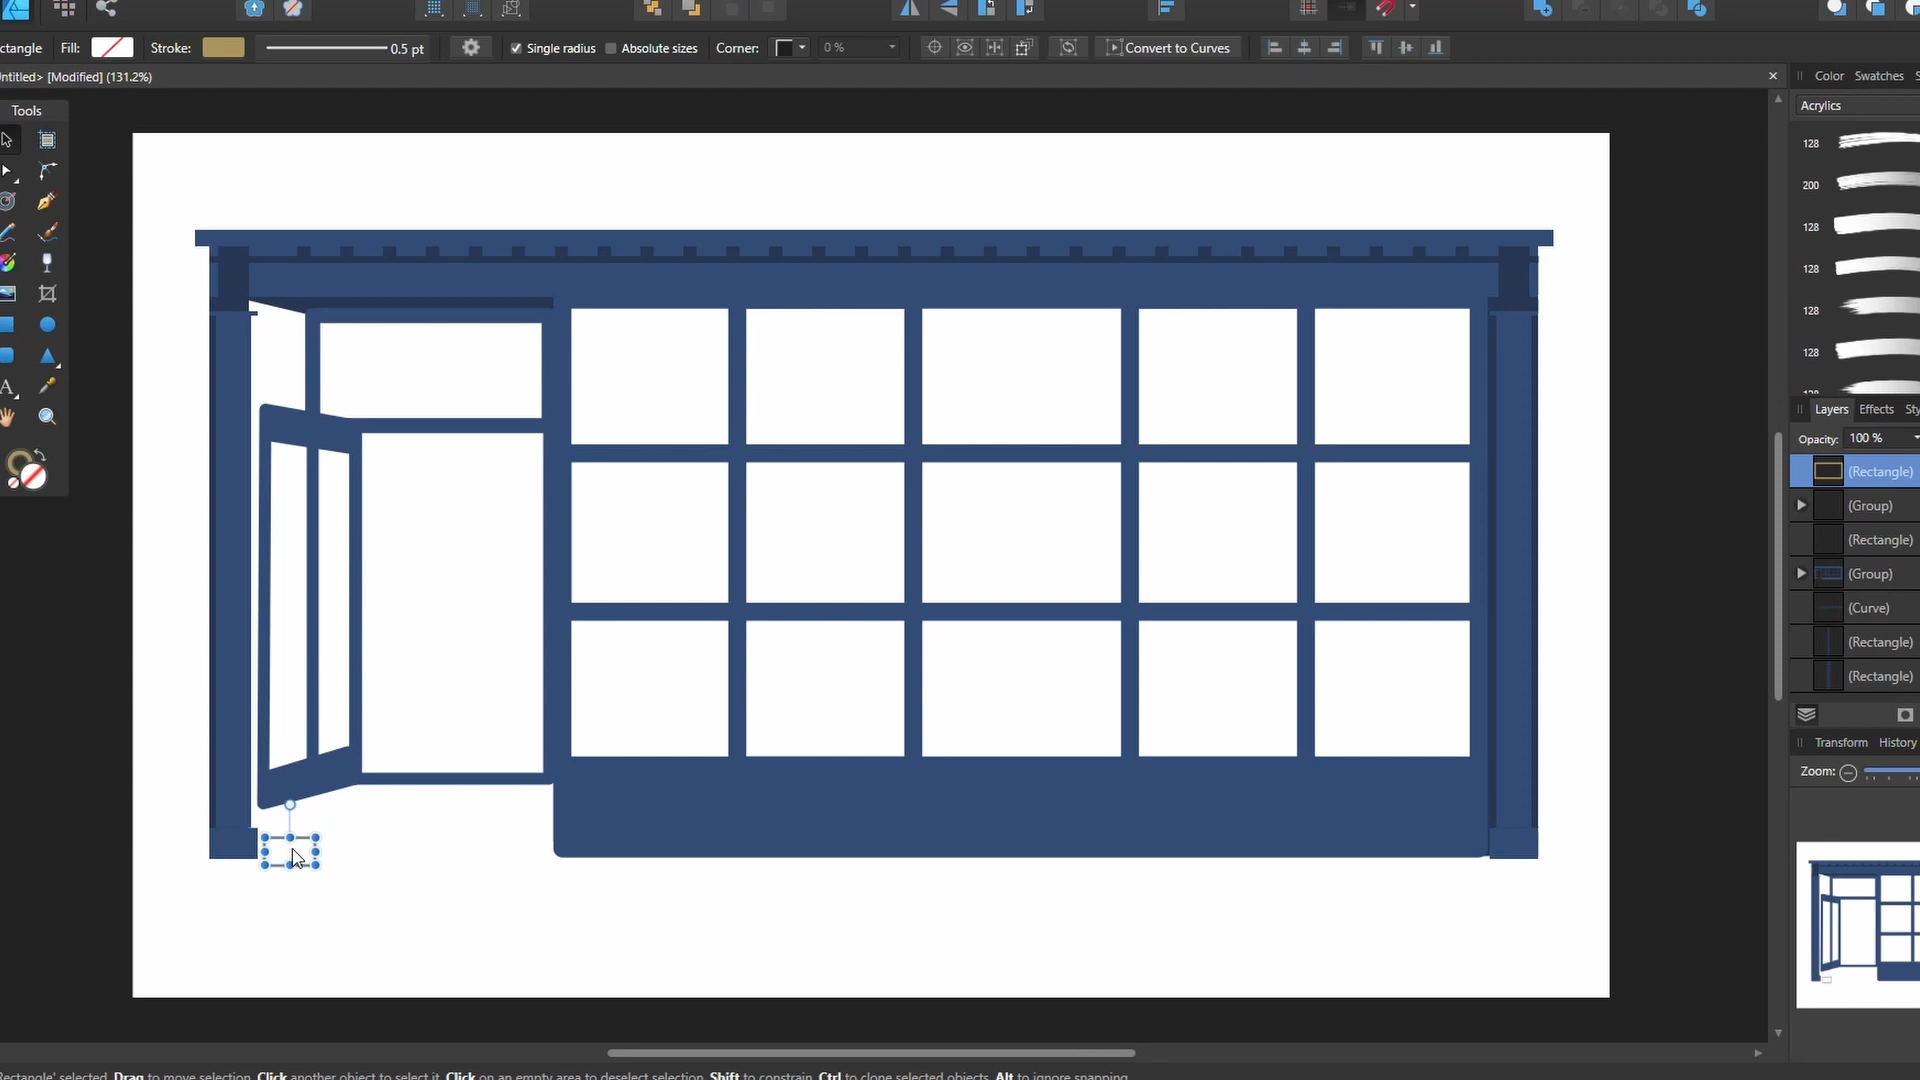 ctangle Fill: Stroke: 0.5 pt Single radius Absolute sizes Corner: 0 % Convert to Curves
ntitled> [Modified] (131.2%)
Color Swatches S
Tools
Acrylics
128
200
128
128
128
128
Layers Effects Sty
Opacity: 100 %
(Rectangle)
(Group)
(Rectangle)
(Group)
(Curve)
(Rectangle)
(Rectangle)
Transform History
Zoom:
Rectangle' selected. Drag to move selection. Click another object to select it. Click on an empty area to deselect selection. Shift to constrain. Ctrl to clone selected objects. Alt to ignore snapping.